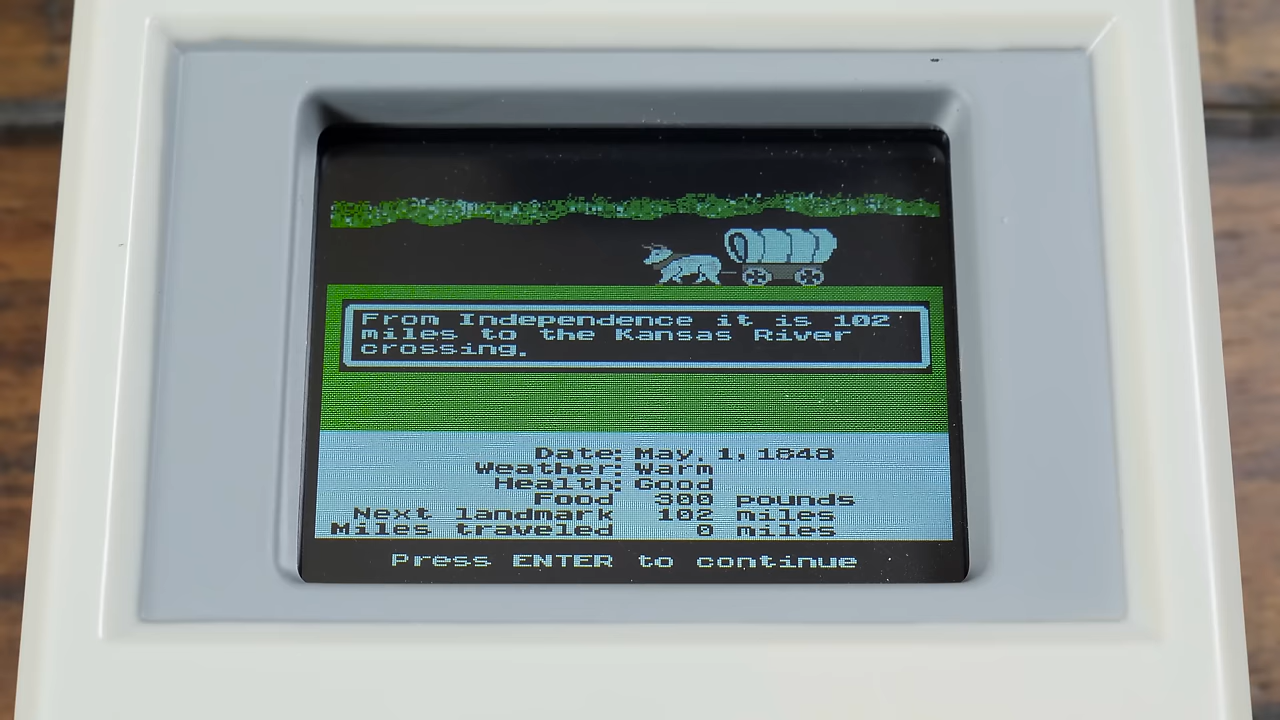 From Independence it is 102
miles to the Kansas River
crossing.
Date: May. 1, 1848
Weather: Warm
Health: Good
Food 300 pounds
Next landmark 102 miles
Miles traveled 0 miles
Press ENTER to continue